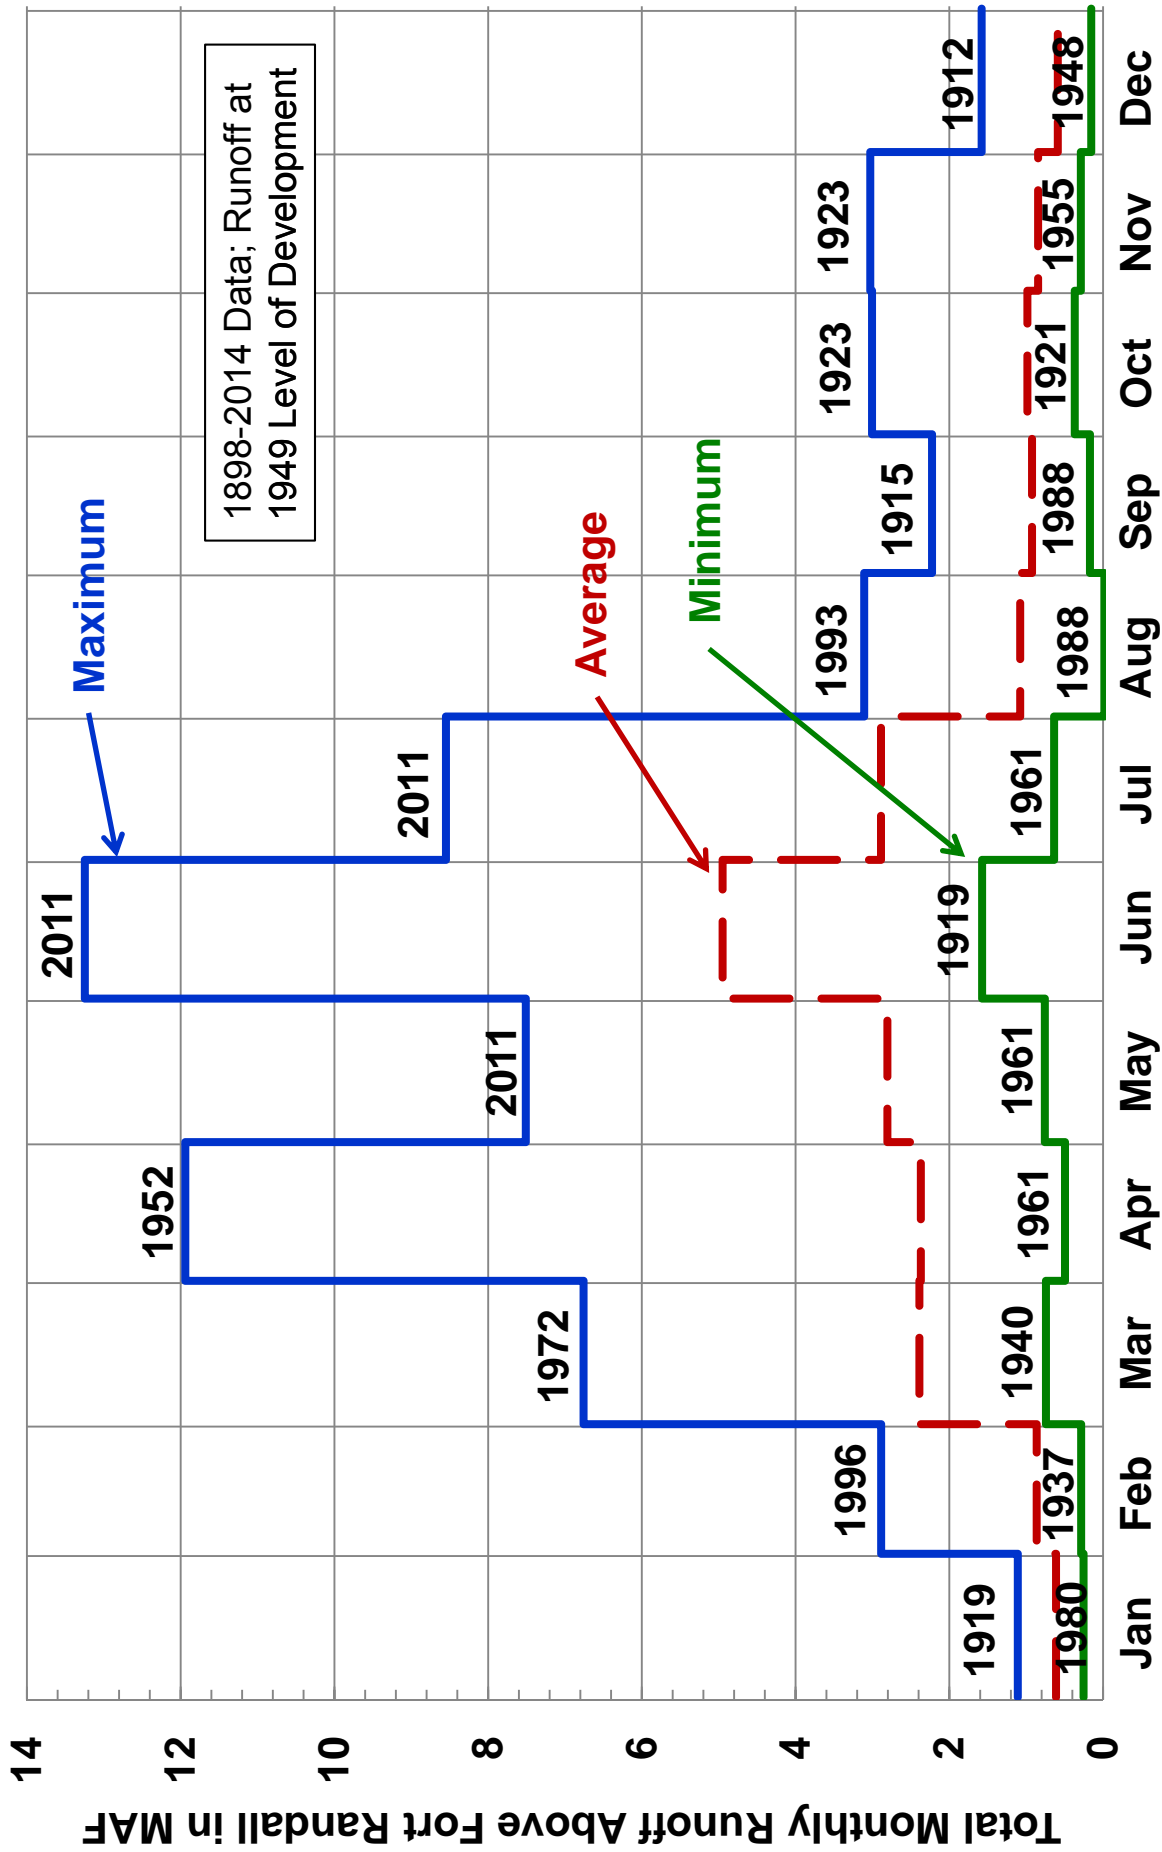 Total Monthly Runoff Above Fort Randall in MAF
14
12
10
8
6
4
2
0
1898-2014 Data; Runoff at
1949 Level of Development
Maximum
Average
Minimum
1919
1996
1972
1952
2011
2011
2011
1993
1915
1923
1923
1912
1980
1937
1940
1961
1961
1919
1961
1988
1988
1921
1955
1948
Jan
Feb
Mar
Apr
May
Jun
Jul
Aug
Sep
Oct
Nov
Dec